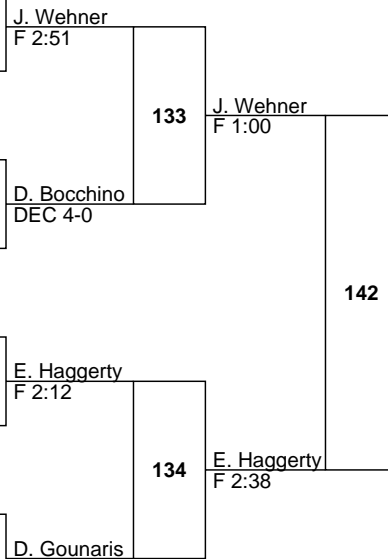 J. Wehner
F 2:51
133
J. Wehner
F 1:00
D. Bocchino
DEC 4-0
142
E. Haggerty
F 2:12
134
E. Haggerty
F 2:38
D. Gounaris